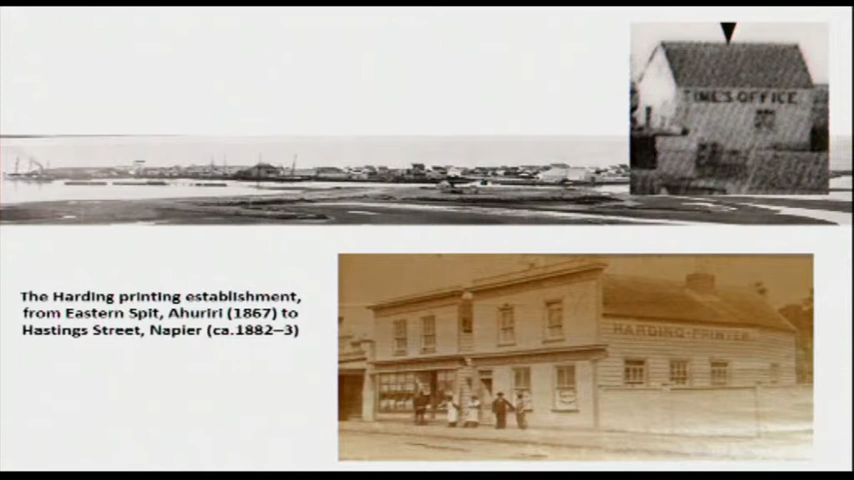 TIMES OFFICE
The Harding printing establishment,
from Eastern Spit, Ahuriri (1867) to
Hastings Street, Napier (ca.1882–3)
HARDING-PRINTER